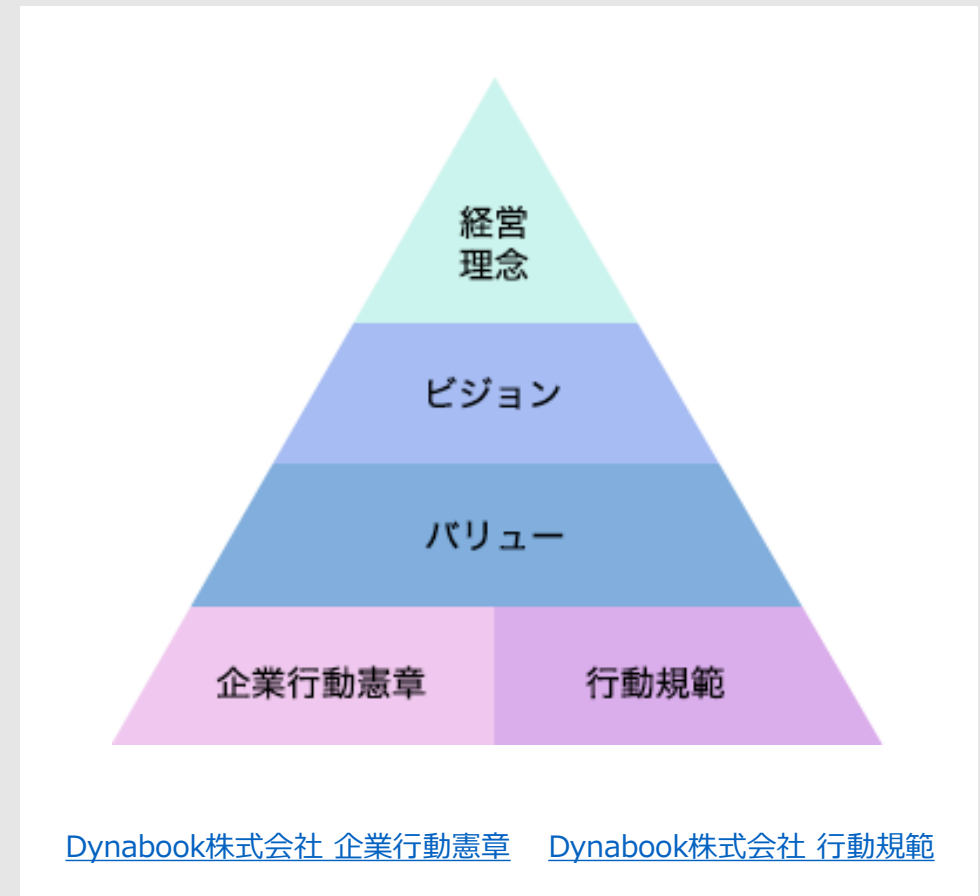 経営
理念
ビジョン
バリュー
企業行動憲章 行動規範
Dynabook株式会社 企業行動憲章 Dynabook株式会社 行動規範